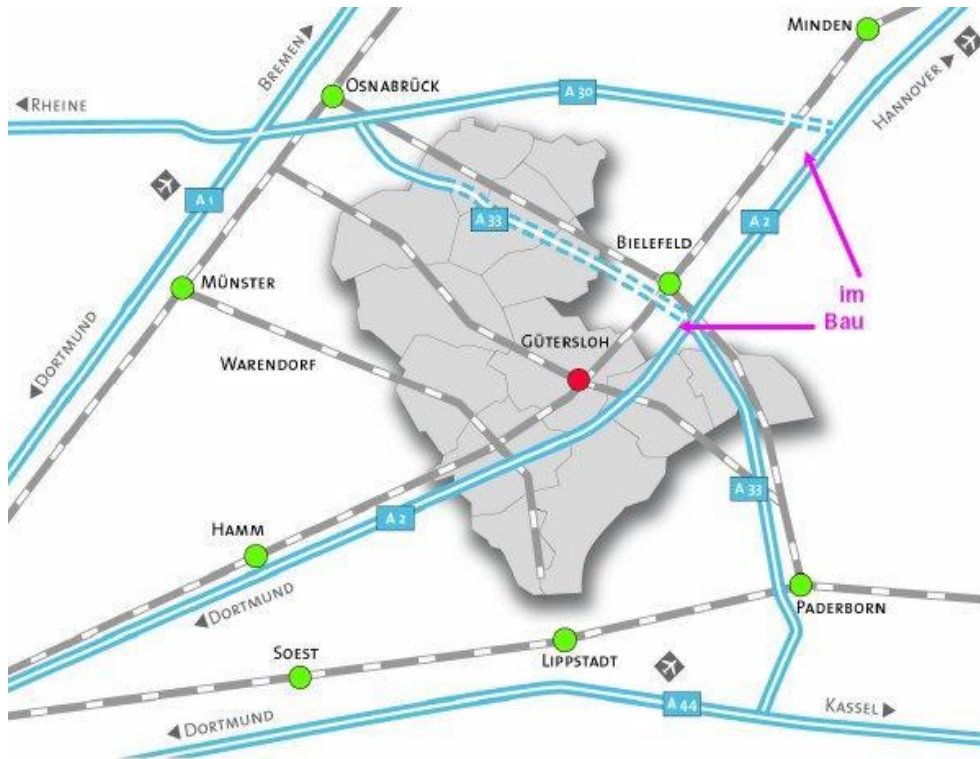 MINDEN
BREMEN
HANNOVER
OSNABRÜCK
RHEINE
A 30
A 1
A 33
A 2
BIELEFELD
MÜNSTER
im
Bau
GÜTERSLOH
DORTMUND
WARENDORF
A 33
A 2
HAMM
DORTMUND
PADERBORN
SOEST
LIPPSTADT
A 44
KASSEL
DORTMUND